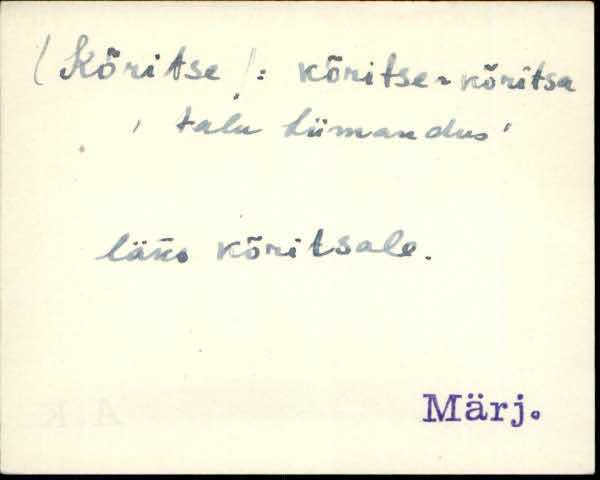 (Kõritse): kõritse ~ kõritsa
, talu Liimandus'
läks kõritsale.
Märj.